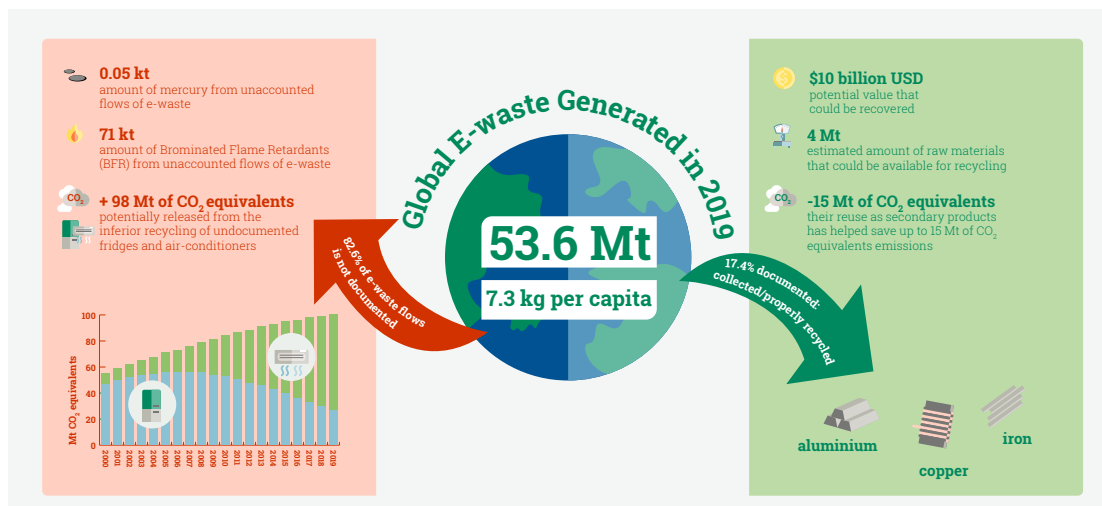 0.05 kt
amount of mercury from unaccounted
flows of e-waste
71 kt
amount of Brominated Flame Retardants
(BFR) from unaccounted flows of e-waste
CO₂
+ 98 Mt of CO₂ equivalents
potentially released from the
inferior recycling of undocumented
fridges and air-conditioners
Mt CO₂ equivalents
100
80
60
40
20
0
2000
2001
2002
2003
2004
2005
2006
2007
2008
2009
2010
2011
2012
2013
2014
2015
2016
2017
2018
2019
82.6% of e-waste flows
is not documented
Global E-waste Generated in 2019
53.6 Mt
7.3 kg per capita
17.4% documented:
collected/properly recycled
$10 billion USD
potential value that
could be recovered
4 Mt
estimated amount of raw materials
that could be available for recycling
CO₂
-15 Mt of CO₂ equivalents
their reuse as secondary products
has helped save up to 15 Mt of CO₂
equivalents emissions
aluminium
copper
iron